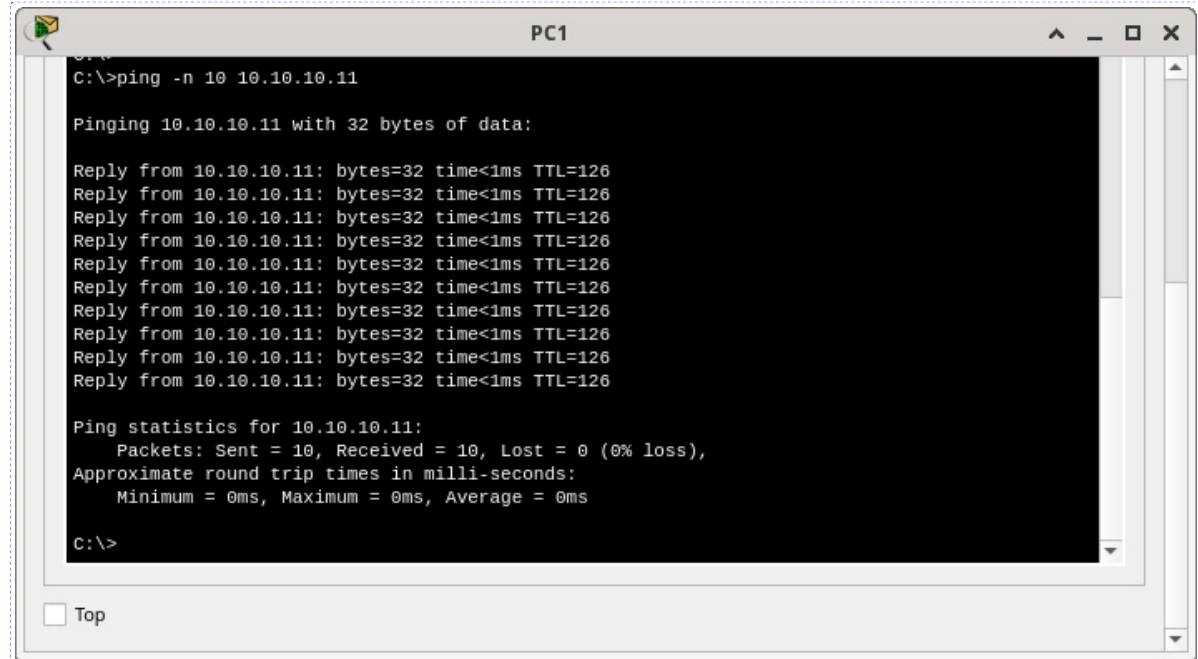 PC1
C:\>ping -n 10 10.10.10.11
Pinging 10.10.10.11 with 32 bytes of data:
Reply from 10.10.10.11: bytes=32 time<1ms TTL=126
Reply from 10.10.10.11: bytes=32 time<1ms TTL=126
Reply from 10.10.10.11: bytes=32 time<1ms TTL=126
Reply from 10.10.10.11: bytes=32 time<1ms TTL=126
Reply from 10.10.10.11: bytes=32 time<1ms TTL=126
Reply from 10.10.10.11: bytes=32 time<1ms TTL=126
Reply from 10.10.10.11: bytes=32 time<1ms TTL=126
Reply from 10.10.10.11: bytes=32 time<1ms TTL=126
Reply from 10.10.10.11: bytes=32 time<1ms TTL=126
Reply from 10.10.10.11: bytes=32 time<1ms TTL=126
Ping statistics for 10.10.10.11:
Packets: Sent = 10, Received = 10, Lost = 0 (0% loss),
Approximate round trip times in milli-seconds:
Minimum = 0ms, Maximum = 0ms, Average = 0ms
C:\>
Top